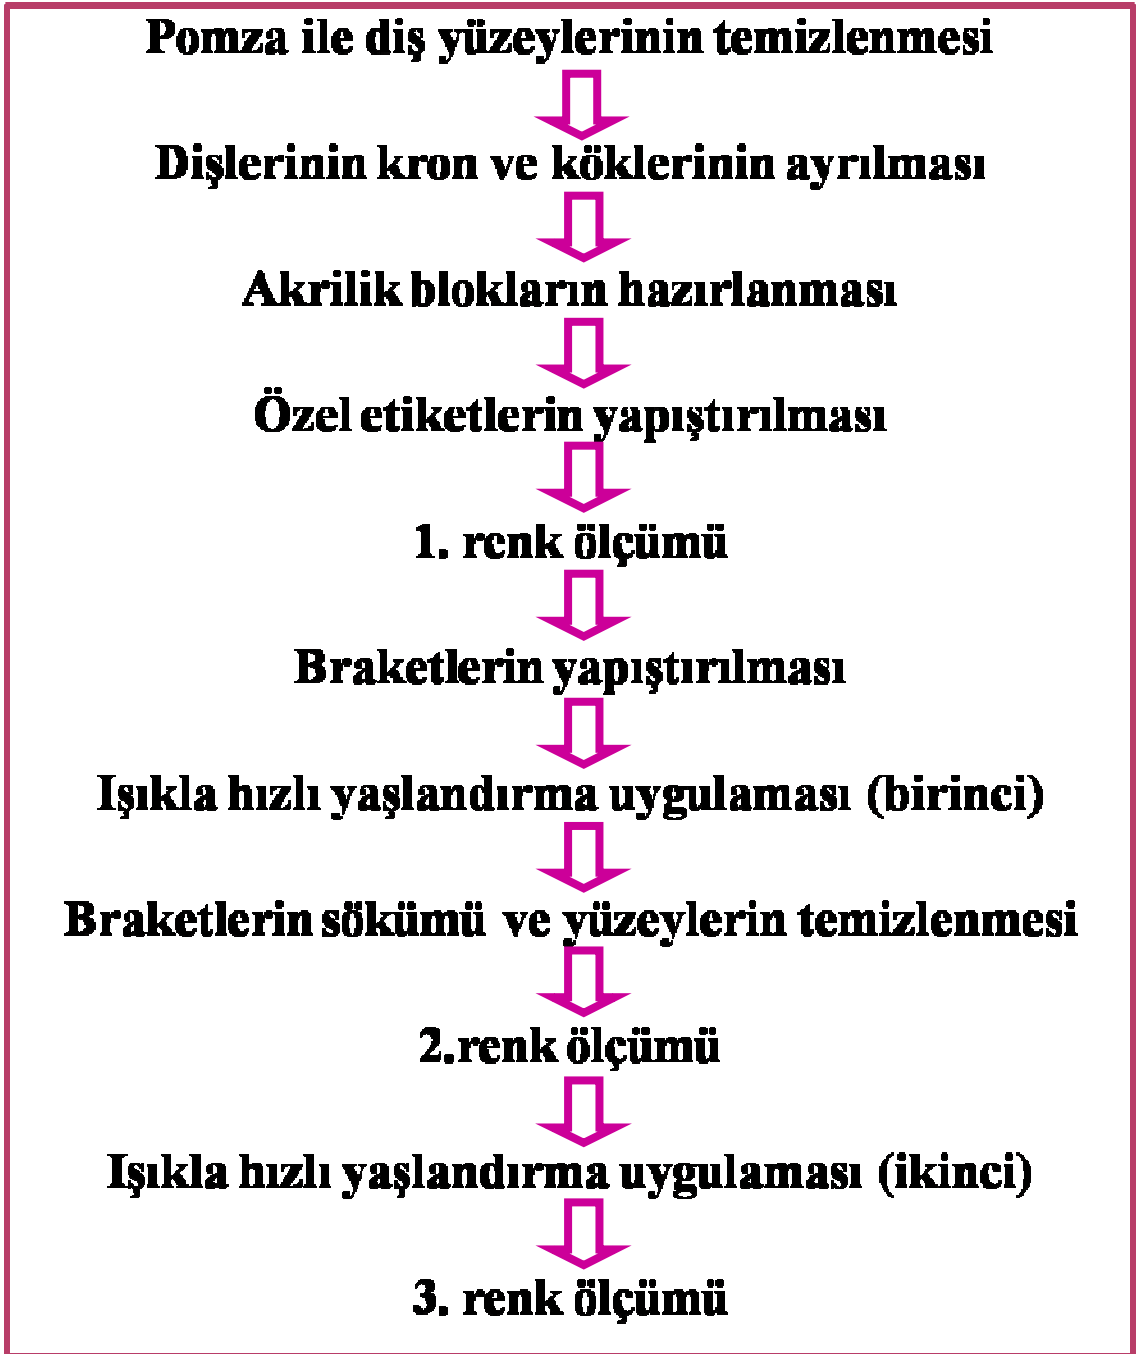 Pomza ile diş yüzeylerinin temizlenmesi
Dişlerinin kron ve köklerinin ayrılması
Akrilik blokların hazırlanması
Özel etiketlerin yapıştırılması
1. renk ölçümü
Braketlerin yapıştırılması
Işıkla hızlı yaşlandırma uygulaması (birinci)
Braketlerin sökümü ve yüzeylerin temizlenmesi
2.renk ölçümü
Işıkla hızlı yaşlandırma uygulaması (ikinci)
3. renk ölçümü